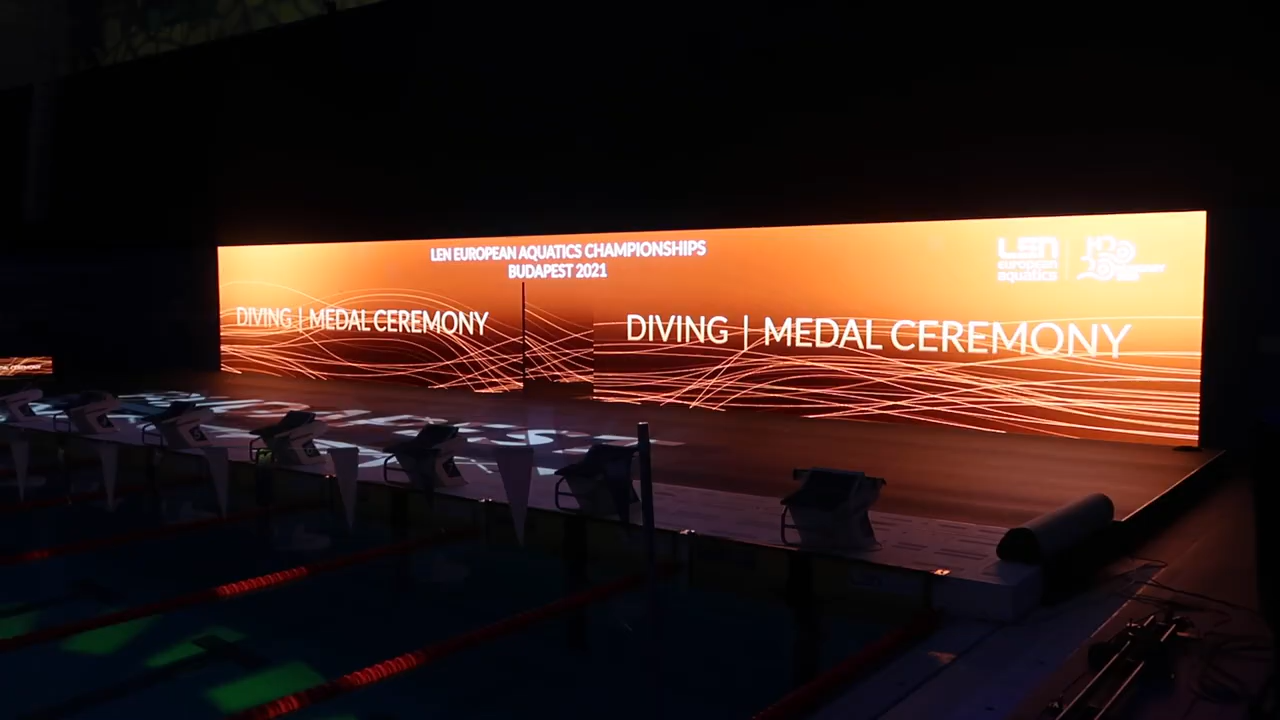 LEN EUROPEAN AQUATICS CHAMPIONSHIPS
BUDAPEST 2021
DIVING | MEDAL CEREMONY
DIVING | MEDAL CEREMONY
LEN
european
aquatics